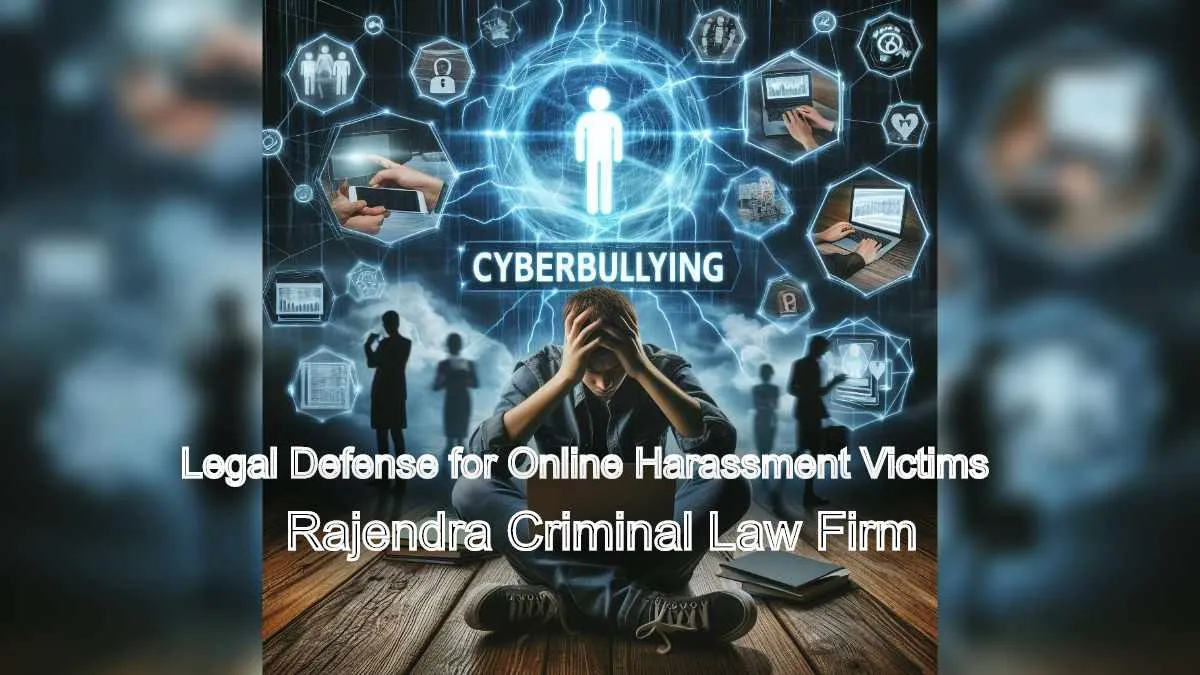 CYBERBULLYING
Legal Defense for Online Harassment Victims
Rajendra Criminal Law Firm